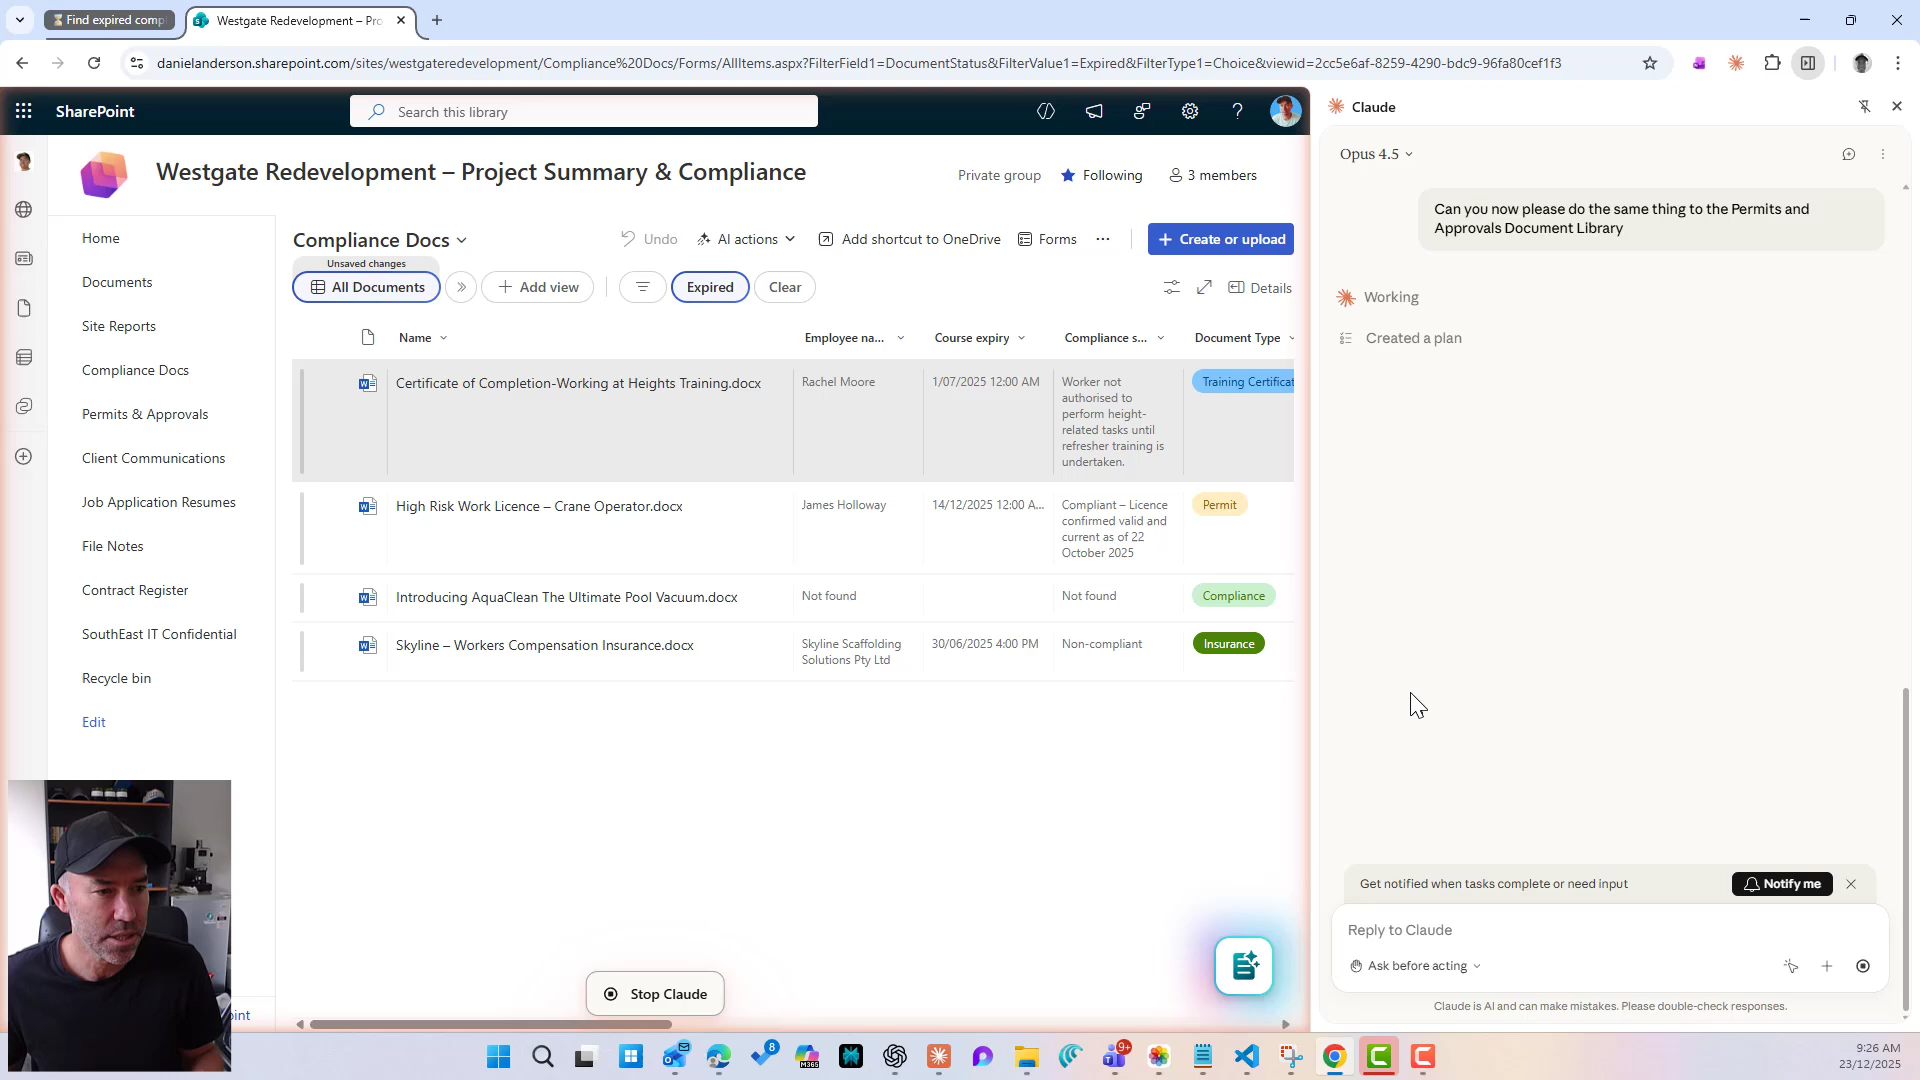 Find expired comp
Westgate Redevelopment – Pro
danielanderson.sharepoint.com/sites/westgateredevelopment/Compliance%20Docs/Forms/AllItems.aspx?FilterField1=DocumentStatus&FilterValue1=Expired&FilterType1=Choice&viewid=2cc5e6af-8259-4290-bdc9-96fa80cef1f3
SharePoint
Search this library
Westgate Redevelopment – Project Summary & Compliance
Private group
Following
3 members
Home
Documents
Site Reports
Compliance Docs
Permits & Approvals
Client Communications
Job Application Resumes
File Notes
Contract Register
SouthEast IT Confidential
Recycle bin
Edit
oint
Compliance Docs
Undo
AI actions
Add shortcut to OneDrive
Forms
Create or upload
Unsaved changes
All Documents
Add view
Expired
Clear
Details
Name
Employee na...
Course expiry
Compliance s...
Document Type
Certificate of Completion-Working at Heights Training.docx
Rachel Moore
1/07/2025 12:00 AM
Worker not
authorised to
perform height-
related tasks until
refresher training is
undertaken.
Training Certificat
High Risk Work Licence – Crane Operator.docx
James Holloway
14/12/2025 12:00 A...
Compliant – Licence
confirmed valid and
current as of 22
October 2025
Permit
Introducing AquaClean The Ultimate Pool Vacuum.docx
Not found
Not found
Compliance
Skyline – Workers Compensation Insurance.docx
Skyline Scaffolding
Solutions Pty Ltd
30/06/2025 4:00 PM
Non-compliant
Insurance
Stop Claude
Claude
Opus 4.5
Can you now please do the same thing to the Permits and
Approvals Document Library
Working
Created a plan
Get notified when tasks complete or need input
Notify me
Reply to Claude
Ask before acting
Claude is AI and can make mistakes. Please double-check responses.
8
M365
9+
9:26 AM
23/12/2025